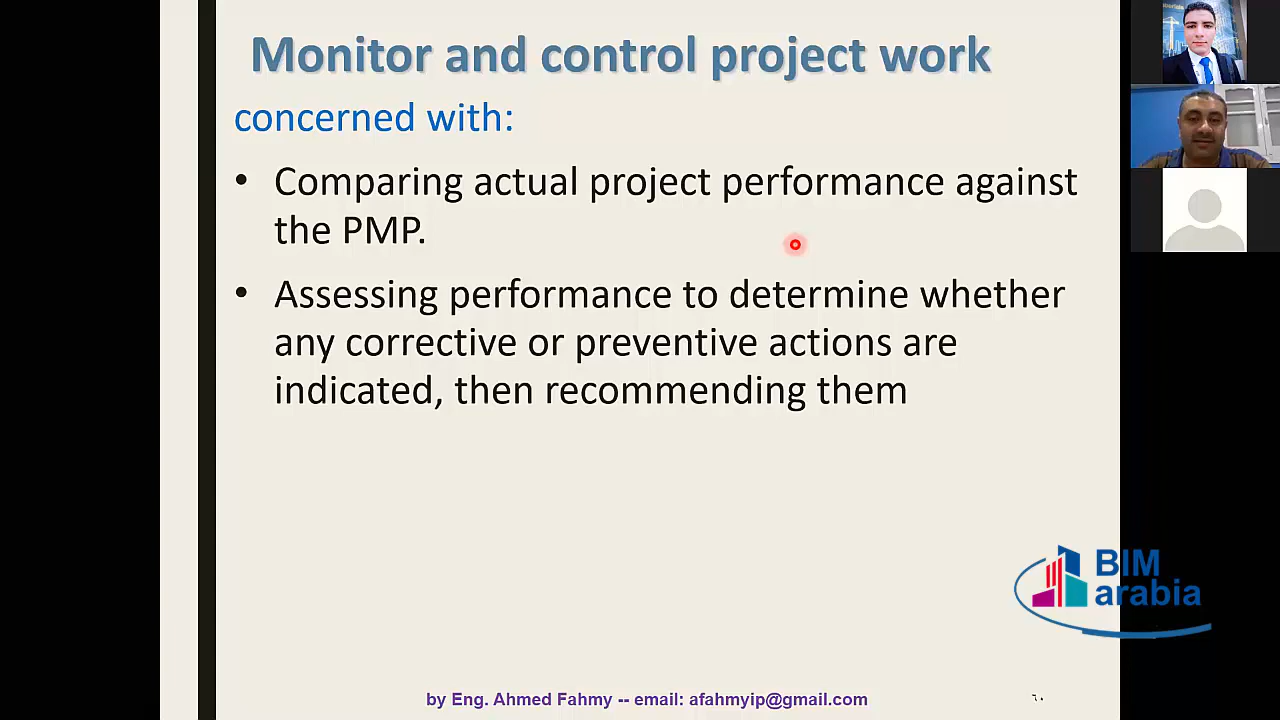 Monitor and control project work
concerned with:
• Comparing actual project performance against
the PMP.
• Assessing performance to determine whether
any corrective or preventive actions are
indicated, then recommending them
BIM
arabia
by Eng. Ahmed Fahmy -- email: afahmyip@gmail.com
٦٠